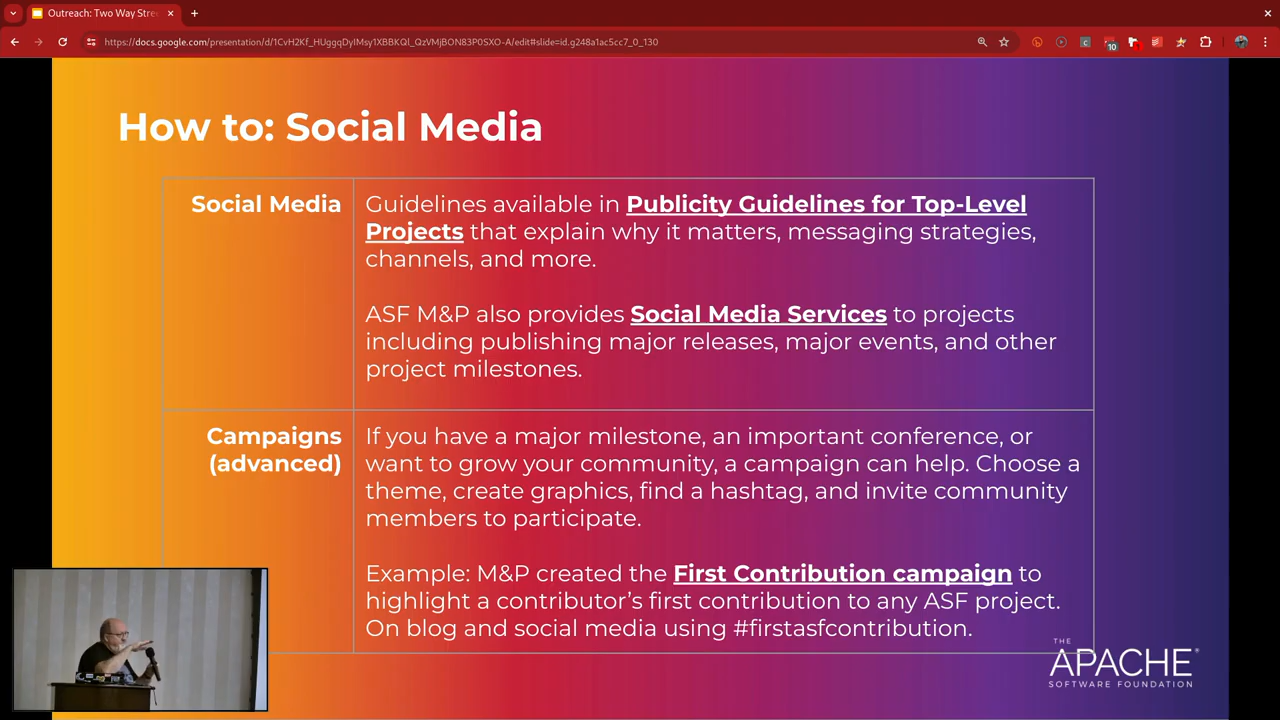 Outreach: Two Way Stree
https://docs.google.com/presentation/d/1CvH2Kf_HUggqDyIMsy1XBBKQl_QzVMjBON83P0SXO-A/edit#slide=id.g248a1ac5cc7_0_130
10
How to: Social Media
Social Media
Guidelines available in Publicity Guidelines for Top-Level
Projects that explain why it matters, messaging strategies,
channels, and more.
ASF M&P also provides Social Media Services to projects
including publishing major releases, major events, and other
project milestones.
Campaigns
(advanced)
If you have a major milestone, an important conference, or
want to grow your community, a campaign can help. Choose a
theme, create graphics, find a hashtag, and invite community
members to participate.
Example: M&P created the First Contribution campaign to
highlight a contributor’s first contribution to any ASF project.
On blog and social media using #firstasfcontribution.
THE
APACHE®
SOFTWARE FOUNDATION